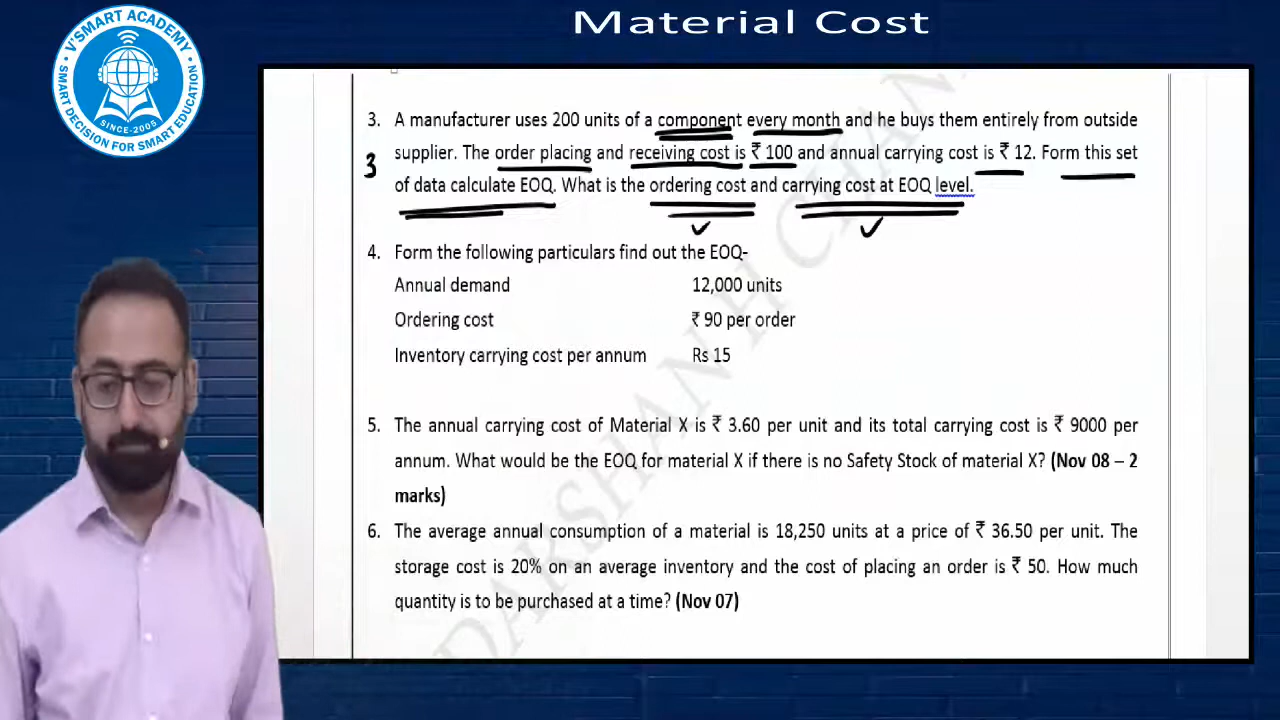 Material Cost
V'SMART ACADEMY
SMART DECISION FOR SMART EDUCATION
SINCE-2005
3. A manufacturer uses 200 units of a component every month and he buys them entirely from outside
supplier. The order placing and receiving cost is ₹ 100 and annual carrying cost is ₹ 12. Form this set
3
of data calculate EOQ. What is the ordering cost and carrying cost at EOQ level.
4. Form the following particulars find out the EOQ-
Annual demand 12,000 units
Ordering cost ₹ 90 per order
Inventory carrying cost per annum Rs 15
5. The annual carrying cost of Material X is ₹ 3.60 per unit and its total carrying cost is ₹ 9000 per
annum. What would be the EOQ for material X if there is no Safety Stock of material X? (Nov 08 – 2
marks)
6. The average annual consumption of a material is 18,250 units at a price of ₹ 36.50 per unit. The
storage cost is 20% on an average inventory and the cost of placing an order is ₹ 50. How much
quantity is to be purchased at a time? (Nov 07)